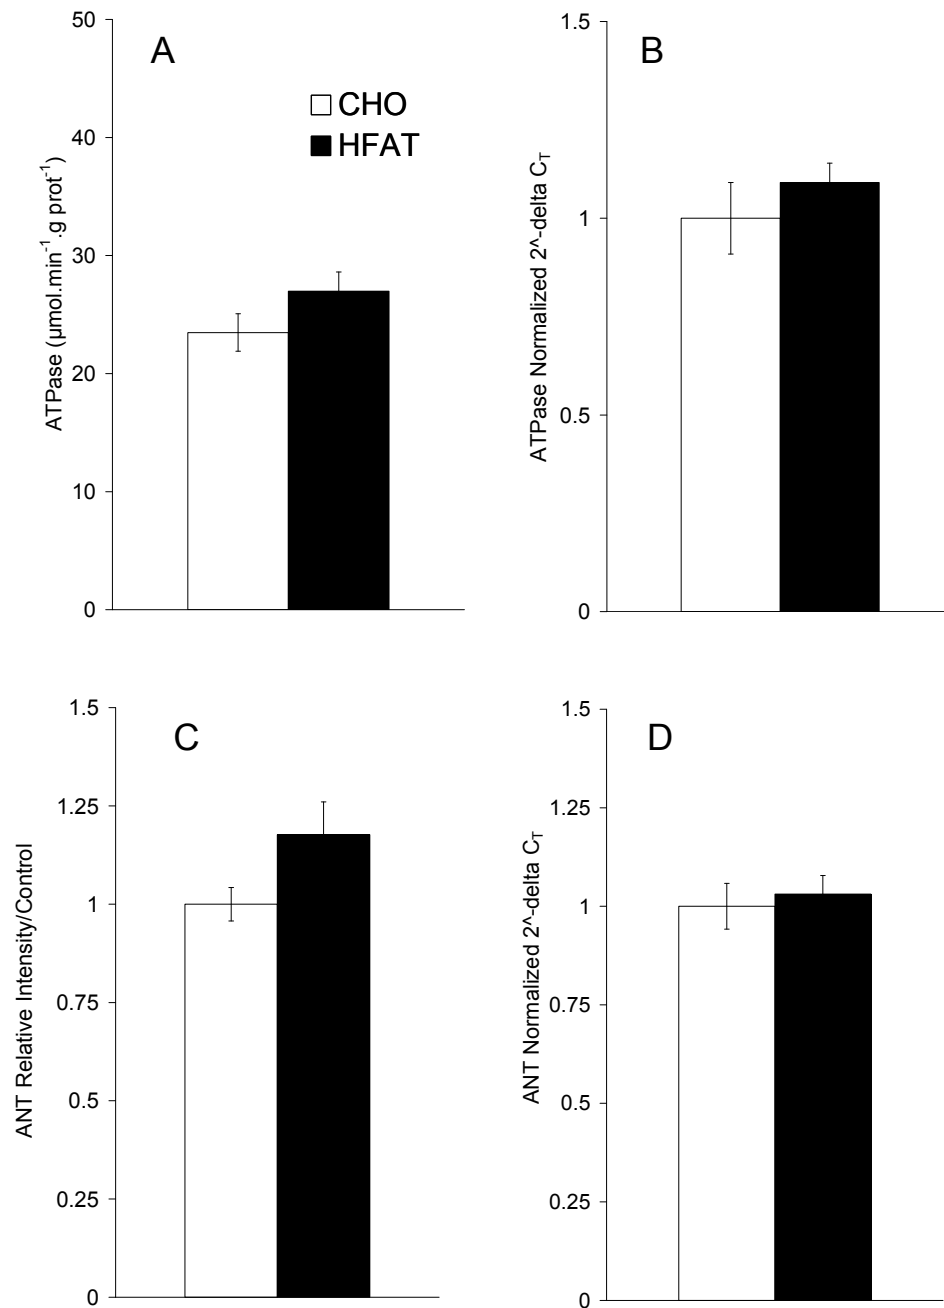 A
CHO
HFAT
50
40
30
20
10
0
ATPase (µmol.min⁻¹.g prot⁻¹)
B
1.5
1
0.5
0
ATPase Normalized 2^-delta C_T
C
1.5
1.25
1
0.75
0.5
0.25
0
ANT Relative Intensity/Control
D
1.5
1.25
1
0.75
0.5
0.25
0
ANT Normalized 2^-delta C_T